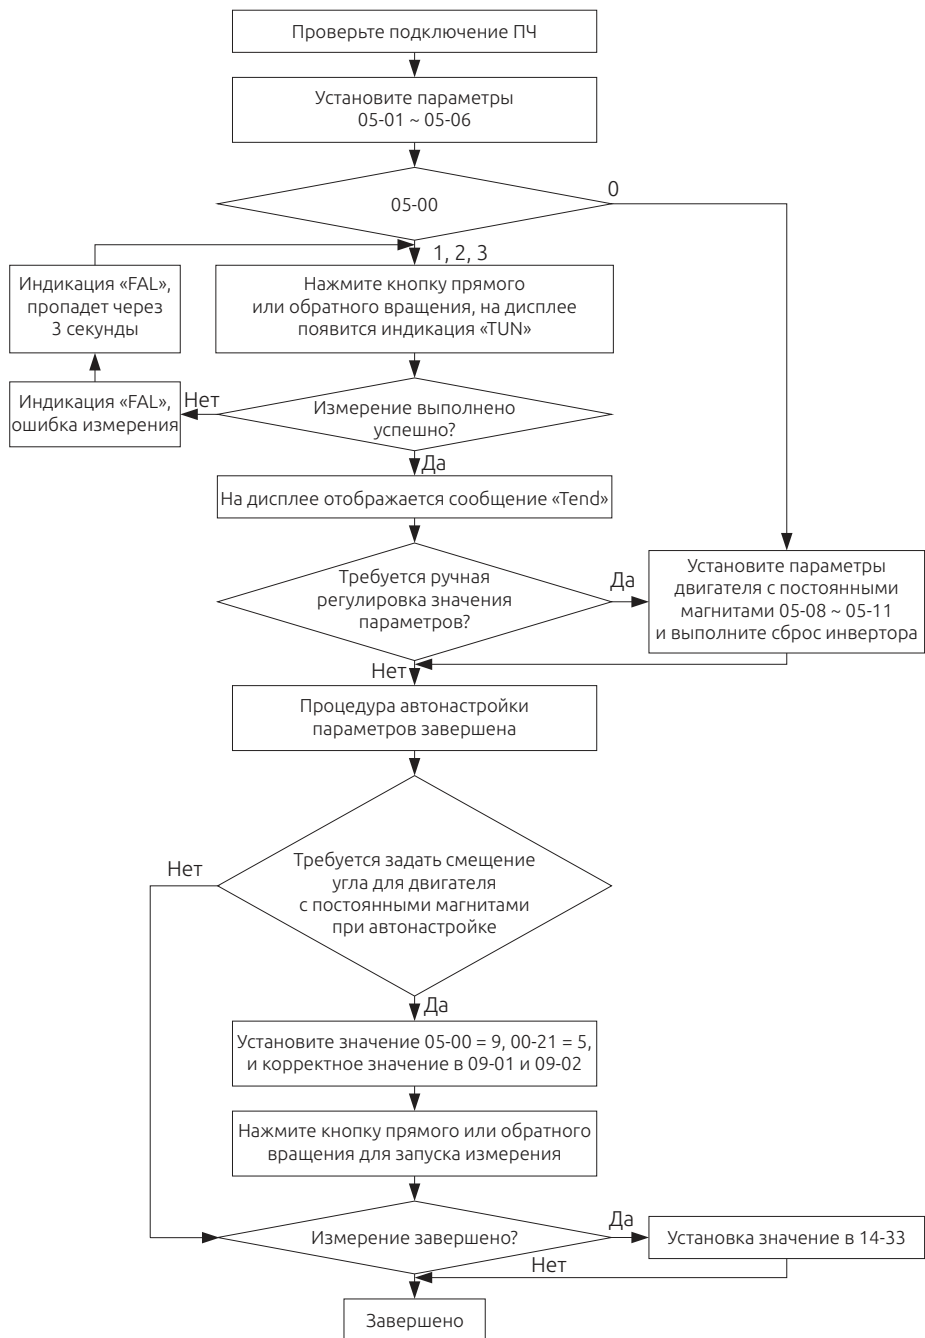 Проверьте подключение ПЧ
Установите параметры
05-01 ~ 05-06
05-00
0
1, 2, 3
Индикация «FAL»,
пропадет через
3 секунды
Нажмите кнопку прямого
или обратного вращения, на дисплее
появится индикация «TUN»
Индикация «FAL»,
ошибка измерения
Нет
Измерение выполнено
успешно?
Да
На дисплее отображается сообщение «Tend»
Требуется ручная
регулировка значения
параметров?
Да
Установите параметры
двигателя с постоянными
магнитами 05-08 ~ 05-11
и выполните сброс инвертора
Нет
Процедура автонастройки
параметров завершена
Нет
Требуется задать смещение
угла для двигателя
с постоянными магнитами
при автонастройке
Да
Установите значение 05-00 = 9, 00-21 = 5,
и корректное значение в 09-01 и 09-02
Нажмите кнопку прямого или обратного
вращения для запуска измерения
Измерение завершено?
Да
Установка значение в 14-33
Нет
Завершено